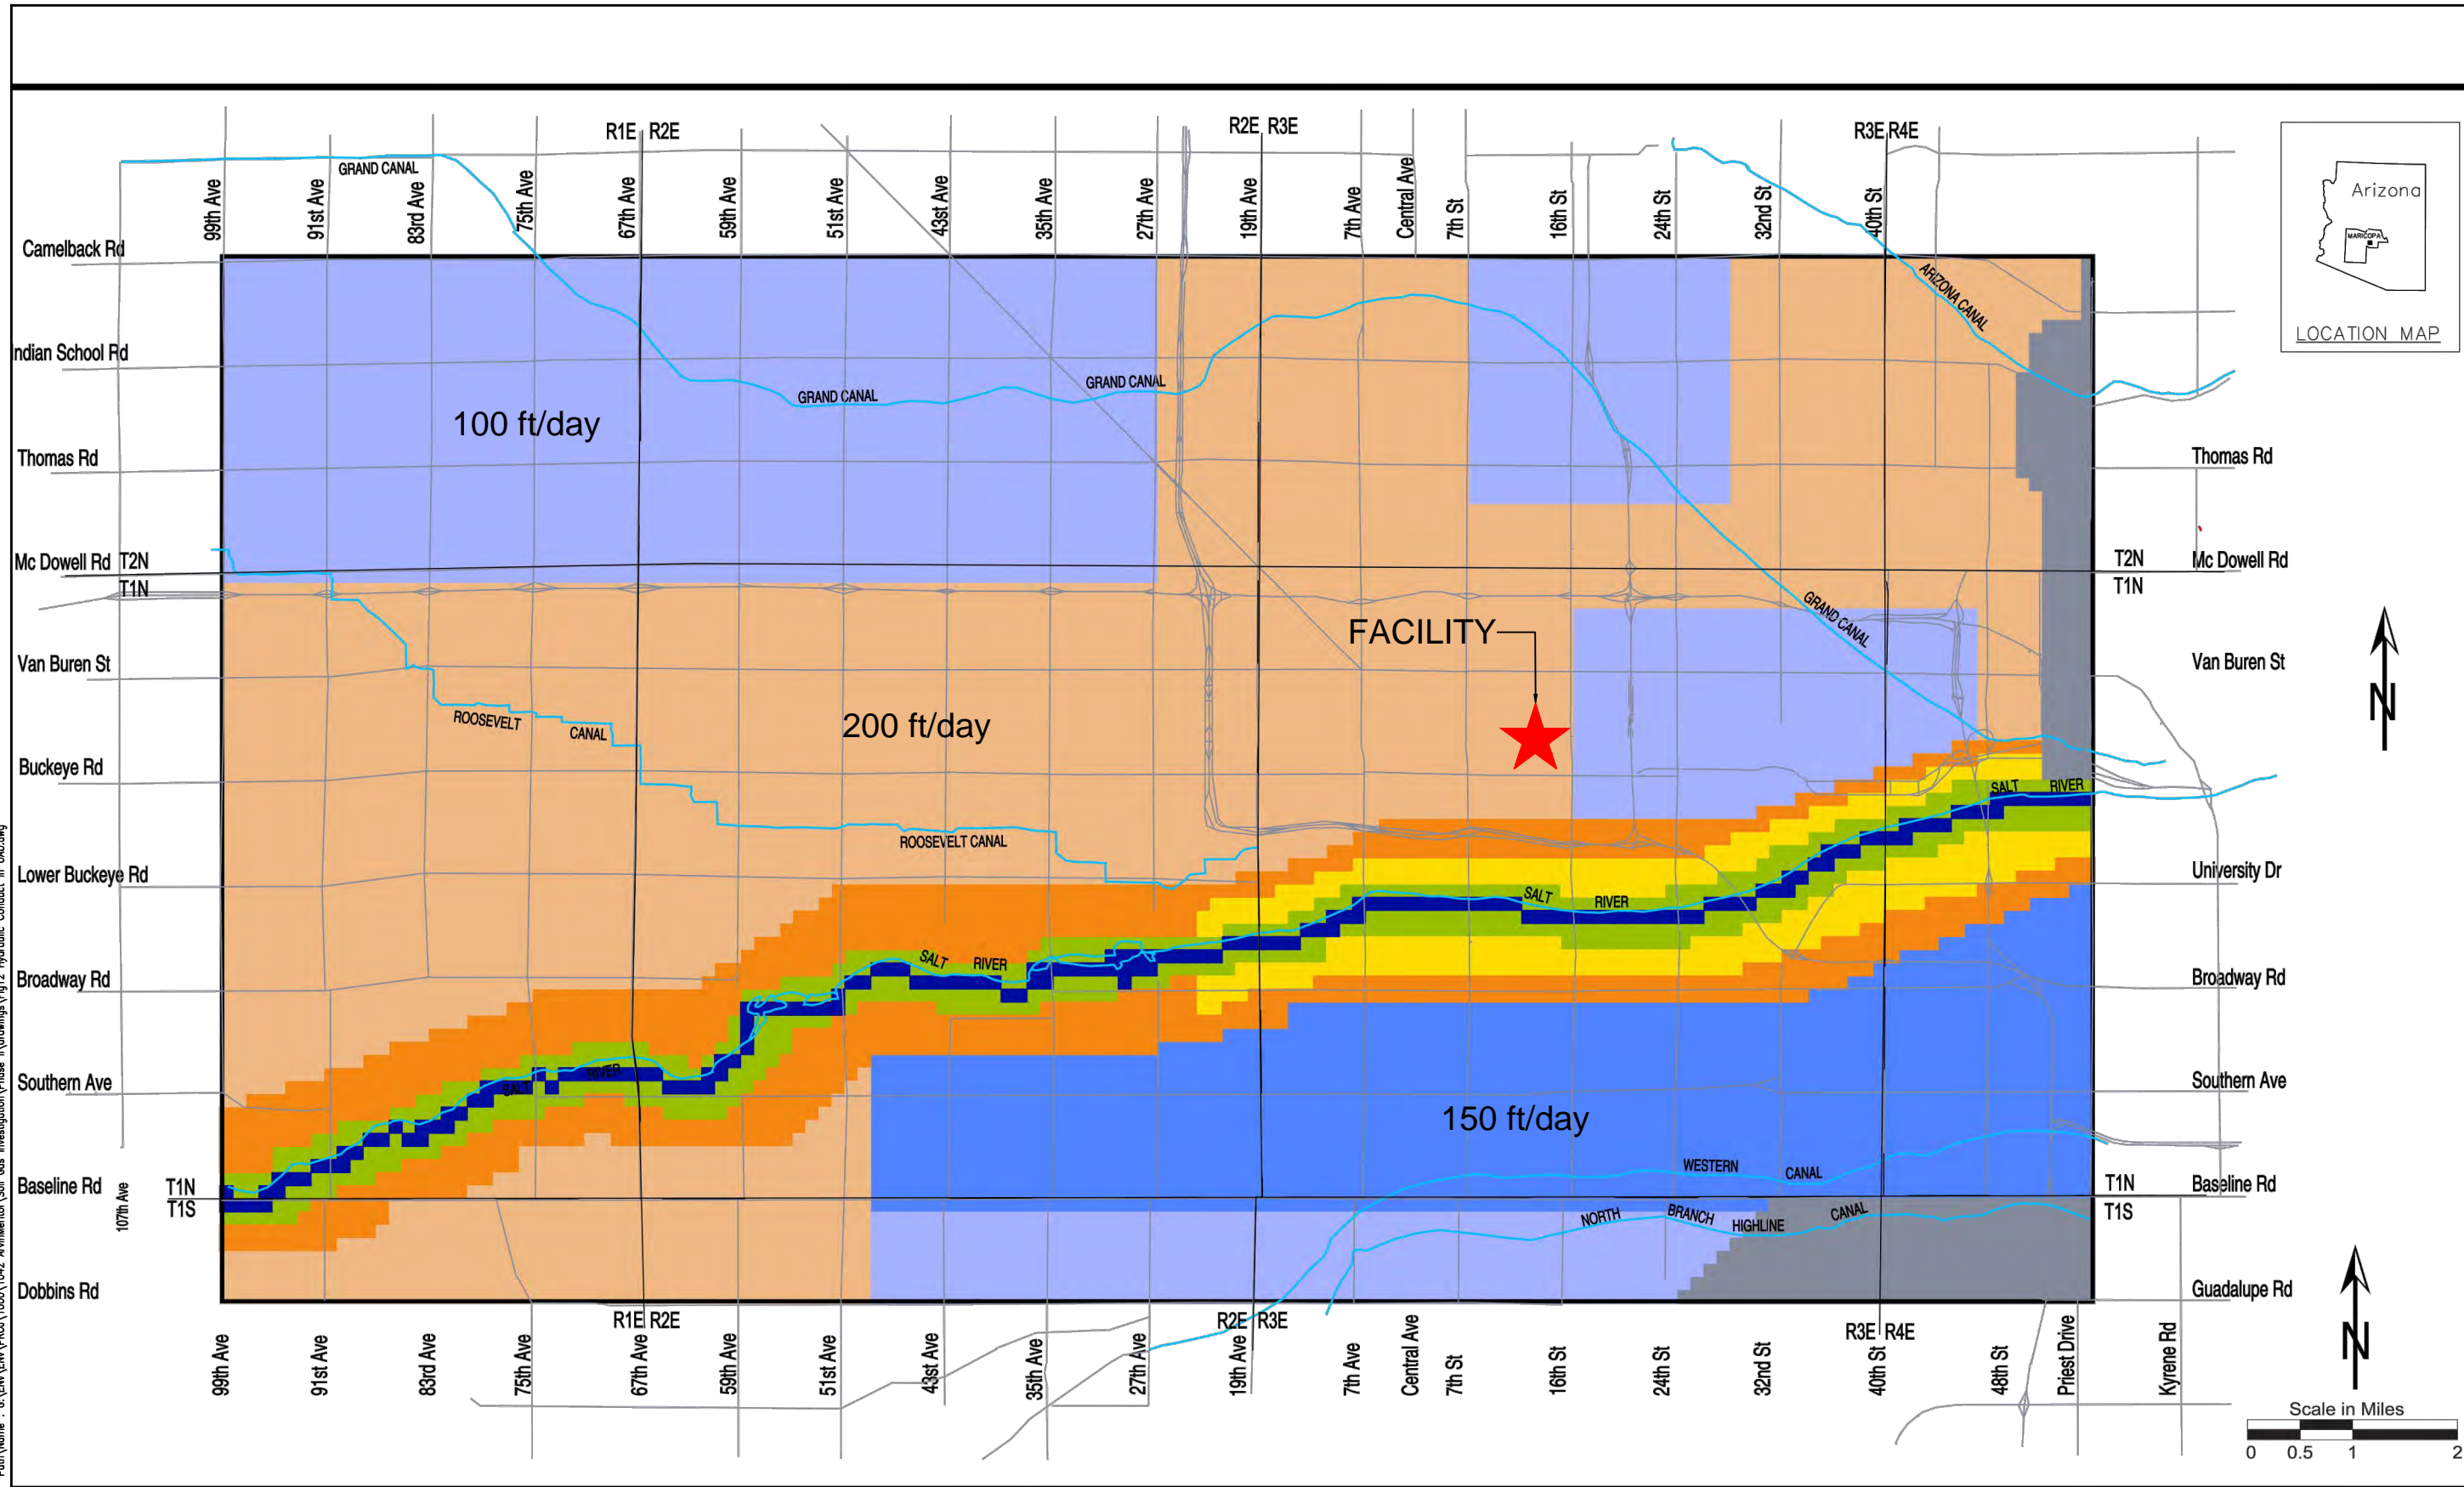 R1E R2E
R2E R3E
R3E R4E
GRAND CANAL
99th Ave
91st Ave
83rd Ave
75th Ave
67th Ave
59th Ave
51st Ave
43st Ave
35th Ave
27th Ave
19th Ave
7th Ave
Central Ave
7th St
16th St
24th St
32nd St
40th St
Arizona
MARICOPA
LOCATION MAP
Camelback Rd
ARIZONA CANAL
Indian School Rd
GRAND CANAL
GRAND CANAL
100 ft/day
Thomas Rd
Thomas Rd
Mc Dowell Rd T2N
T1N
T2N Mc Dowell Rd
T1N
GRAND CANAL
FACILITY
Van Buren St
Van Buren St
N
ROOSEVELT CANAL
200 ft/day
Buckeye Rd
SALT RIVER
ROOSEVELT CANAL
Lower Buckeye Rd
University Dr
SALT RIVER
SALT RIVER
Broadway Rd
Broadway Rd
SALT RIVER
Southern Ave
Southern Ave
150 ft/day
WESTERN CANAL
Baseline Rd
T1N
T1S
107th Ave
T1N
Baseline Rd
T1S
NORTH BRANCH HIGHLINE CANAL
Dobbins Rd
Guadalupe Rd
R1E R2E
R2E R3E
R3E R4E
99th Ave
91st Ave
83rd Ave
75th Ave
67th Ave
59th Ave
51st Ave
43st Ave
35th Ave
27th Ave
19th Ave
7th Ave
Central Ave
7th St
16th St
24th St
32nd St
40th St
48th St
Priest Drive
Kyrene Rd
N
Scale in Miles
0 0.5 1 2